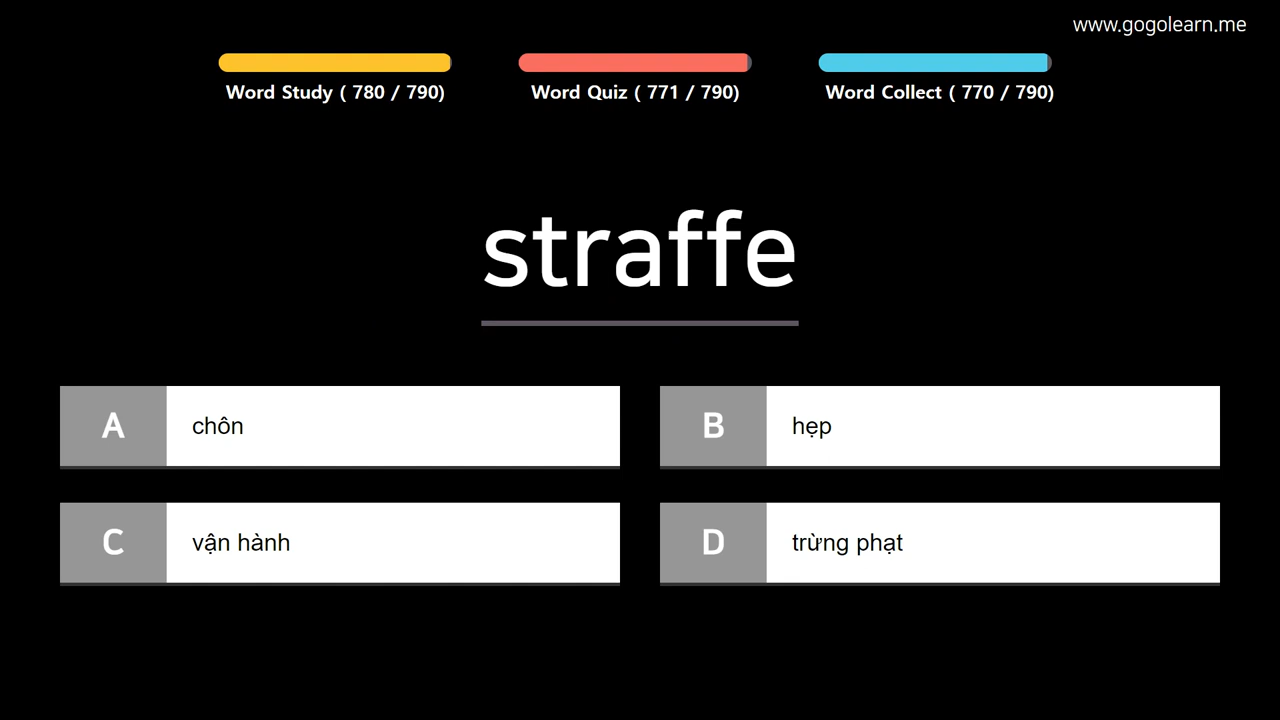 www.gogolearn.me
Word Study ( 780 / 790)
Word Quiz ( 771 / 790)
Word Collect ( 770 / 790)
straffe
A chôn
B hẹp
C vận hành
D trừng phạt